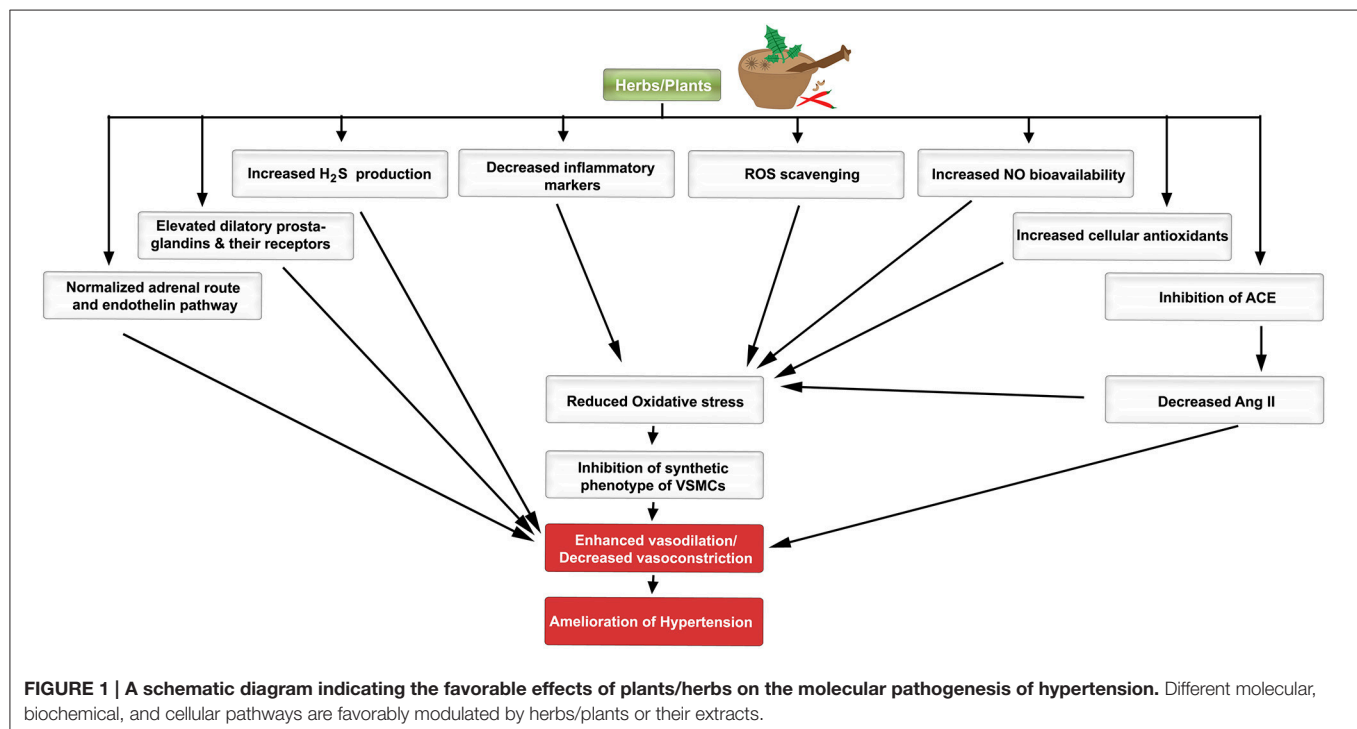 Herbs/Plants
Increased H₂S production
Decreased inflammatory
markers
ROS scavenging
Increased NO bioavailability
Elevated dilatory prosta-
glandins & their receptors
Increased cellular antioxidants
Normalized adrenal route
and endothelin pathway
Inhibition of ACE
Reduced Oxidative stress
Decreased Ang II
Inhibition of synthetic
phenotype of VSMCs
Enhanced vasodilation/
Decreased vasoconstriction
Amelioration of Hypertension
FIGURE 1 | A schematic diagram indicating the favorable effects of plants/herbs on the molecular pathogenesis of hypertension. Different molecular,
biochemical, and cellular pathways are favorably modulated by herbs/plants or their extracts.